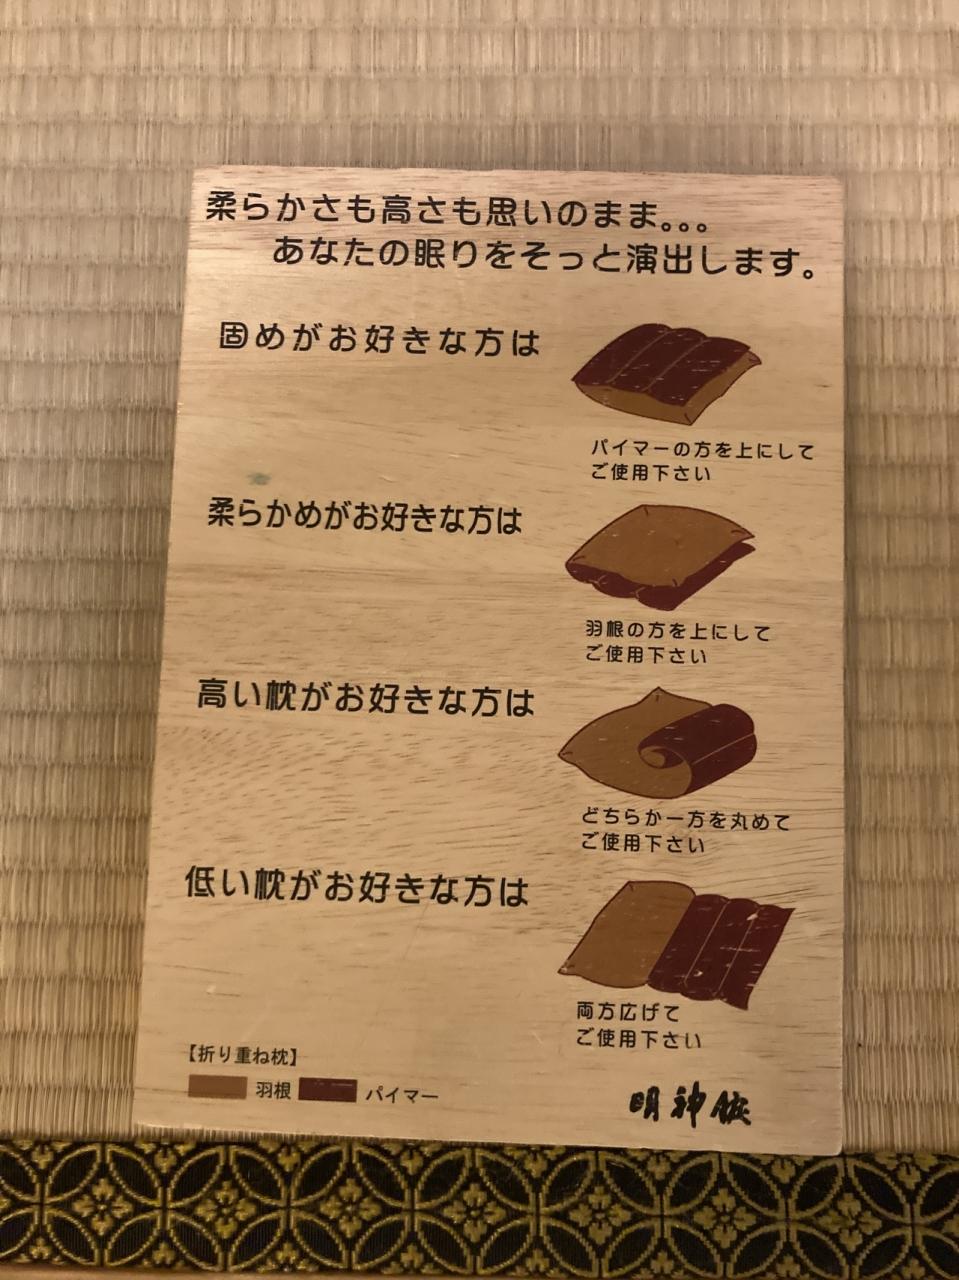 柔らかさも高さも思いのまま。。。
あなたの眠りをそっと演出します。
固めがお好きな方は
パイマーの方を上にして
ご使用下さい
柔らかめがお好きな方は
羽根の方を上にして
ご使用下さい
高い枕がお好きな方は
どちらか一方を丸めて
ご使用下さい
低い枕がお好きな方は
両方広げて
ご使用下さい
【折り重ね枕】
羽根 パイマー
明神館